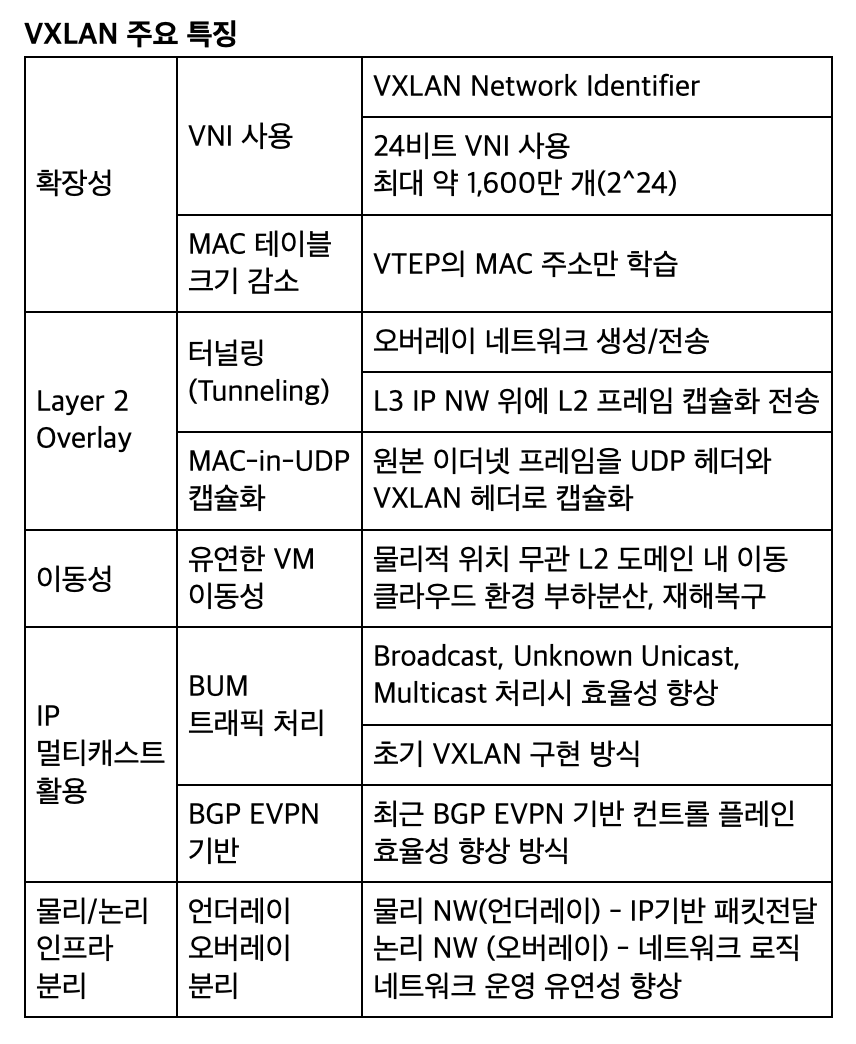 VXLAN 주요 특징
확장성
VNI 사용
VXLAN Network Identifier
24비트 VNI 사용
최대 약 1,600만 개(2^24)
MAC 테이블
크기 감소
VTEP의 MAC 주소만 학습
Layer 2
Overlay
터널링
(Tunneling)
오버레이 네트워크 생성/전송
L3 IP NW 위에 L2 프레임 캡슐화 전송
MAC-in-UDP
캡슐화
원본 이더넷 프레임을 UDP 헤더와
VXLAN 헤더로 캡슐화
이동성
유연한 VM
이동성
물리적 위치 무관 L2 도메인 내 이동
클라우드 환경 부하분산, 재해복구
IP
멀티캐스트
활용
BUM
트래픽 처리
Broadcast, Unknown Unicast,
Multicast 처리시 효율성 향상
초기 VXLAN 구현 방식
BGP EVPN
기반
최근 BGP EVPN 기반 컨트롤 플레인
효율성 향상 방식
물리/논리
인프라
분리
언더레이
오버레이
분리
물리 NW(언더레이) - IP기반 패킷전달
논리 NW (오버레이) - 네트워크 로직
네트워크 운영 유연성 향상